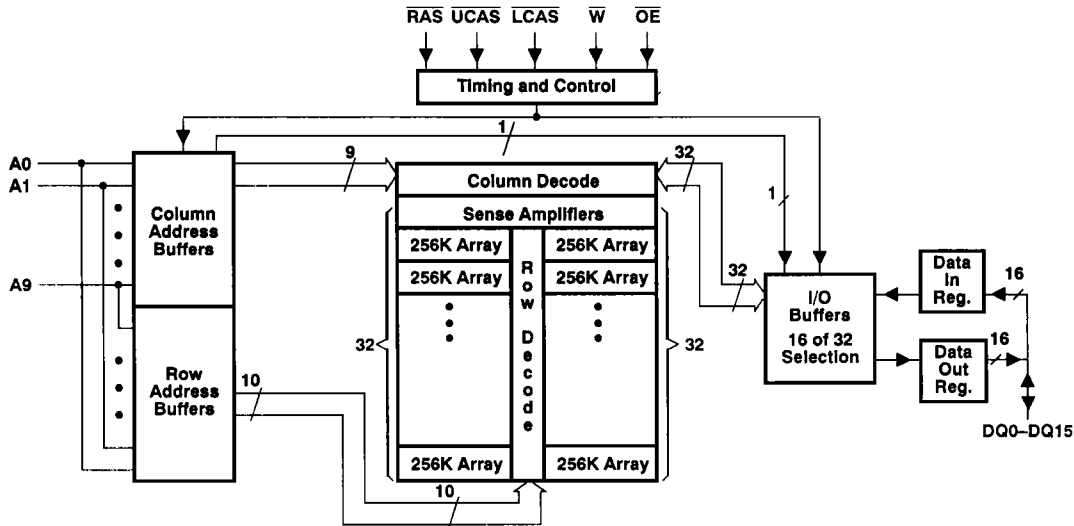 RAS UCAS LCAS W OE
Timing and Control
1
A0
A1
A9
Column
Address
Buffers
Row
Address
Buffers
9
10
10
Column Decode
Sense Amplifiers
256K Array
256K Array
256K Array
256K Array
256K Array
256K Array
Row Decode
32
32
32
32
1
I/O
Buffers
16 of 32
Selection
Data
In
Reg.
16
Data
Out
Reg.
16
DQ0–DQ15